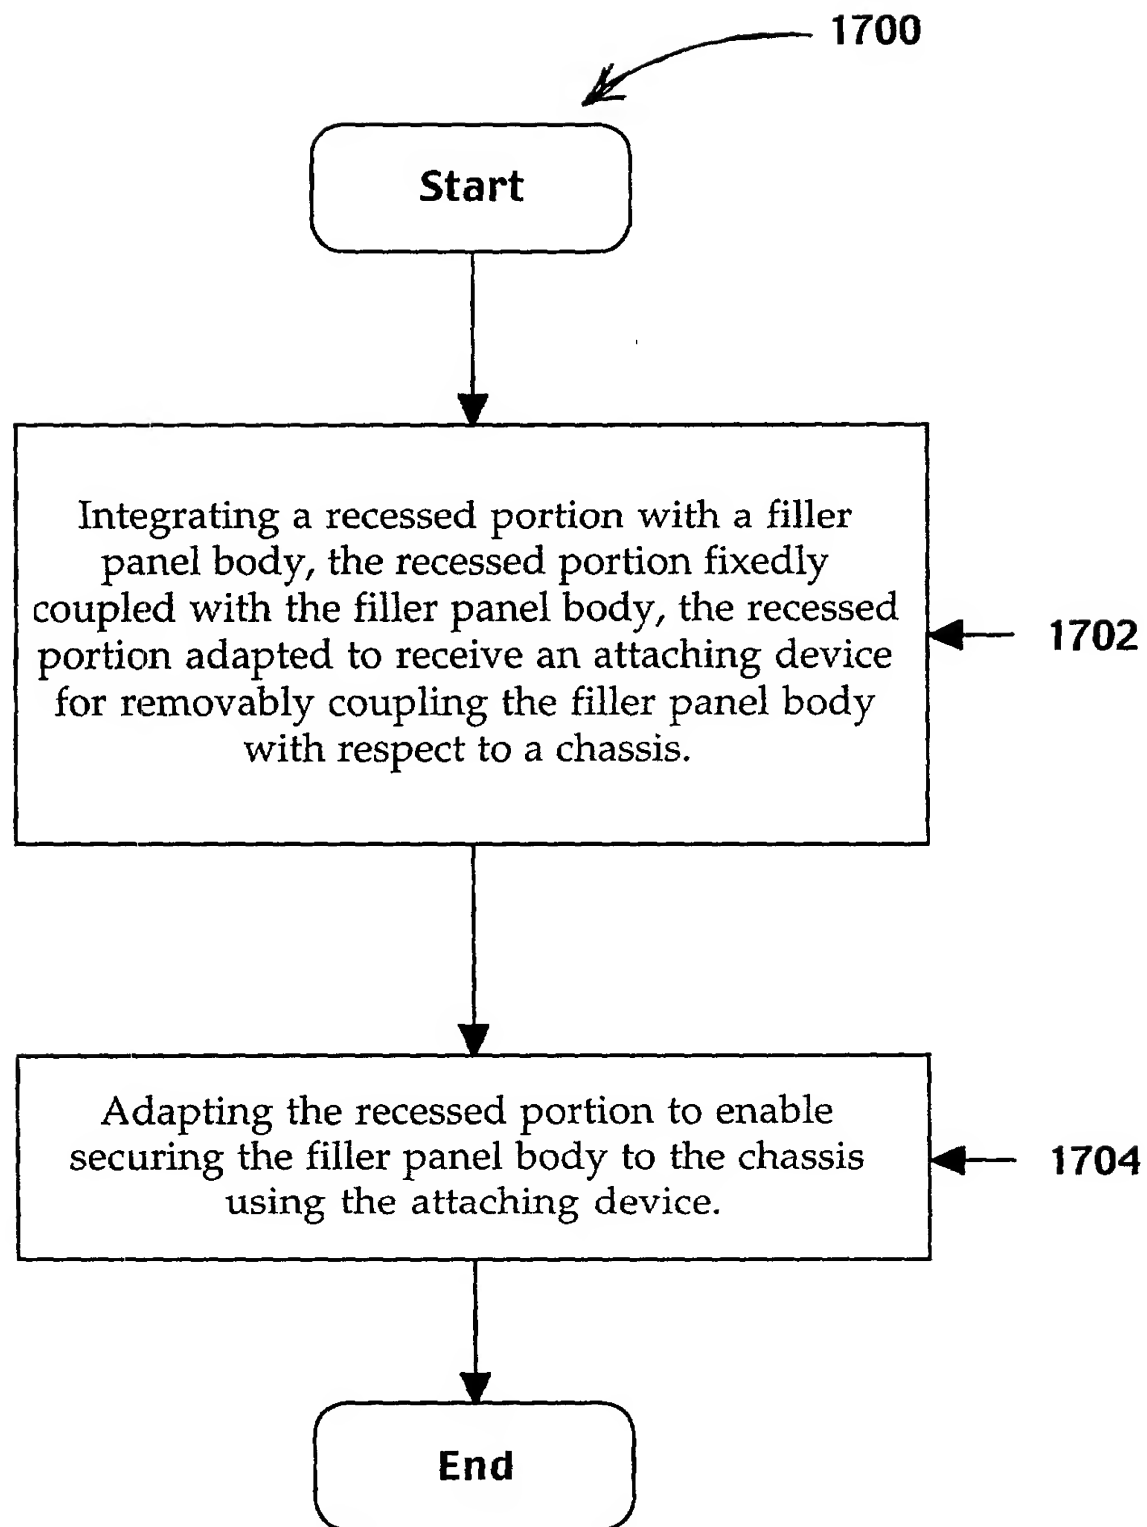 1700
Start
Integrating a recessed portion with a filler
panel body, the recessed portion fixedly
coupled with the filler panel body, the recessed
portion adapted to receive an attaching device
for removably coupling the filler panel body
with respect to a chassis.
1702
Adapting the recessed portion to enable
securing the filler panel body to the chassis
using the attaching device.
1704
End